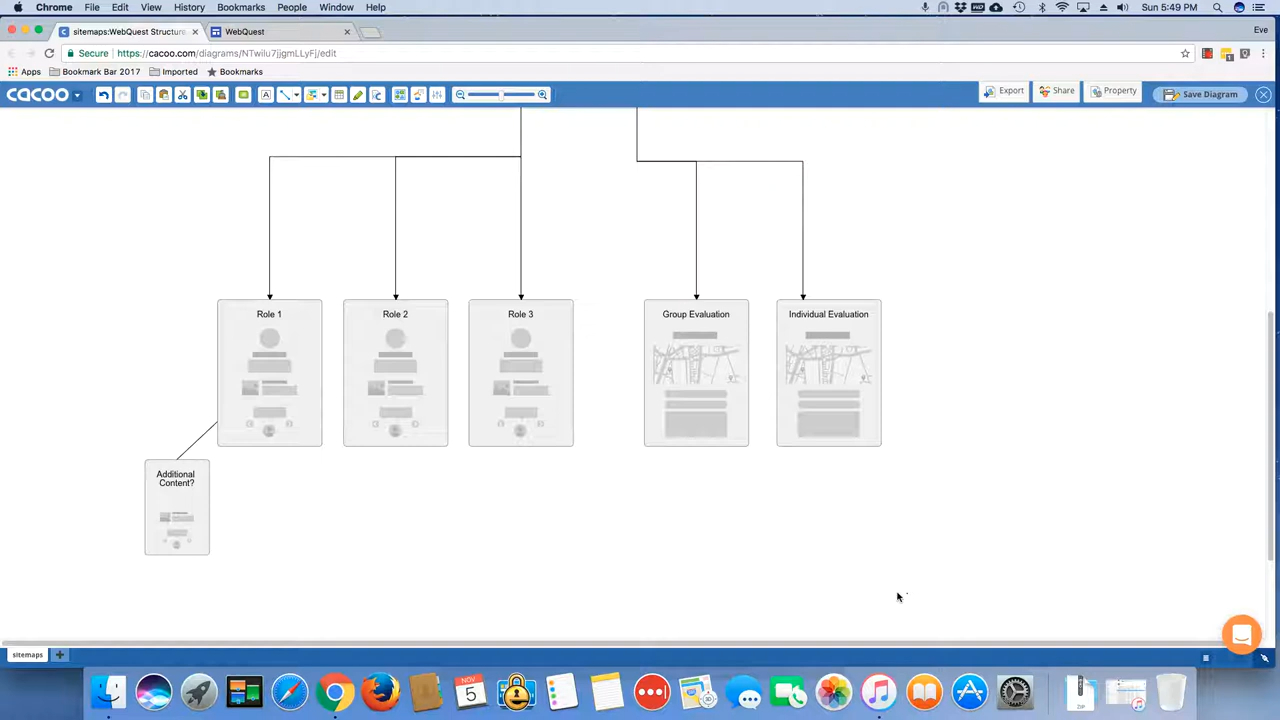 Chrome File Edit View History Bookmarks People Window Help Sun 5:49 PM
sitemaps:WebQuest Structure WebQuest Eve
Secure https://cacoo.com/diagrams/NTwilu7jjgmLLyFj/edit
Apps Bookmark Bar 2017 Imported Bookmarks
cacoo Export Share Property Save Diagram
Role 1 Role 2 Role 3 Group Evaluation Individual Evaluation
Additional
Content?
sitemaps
NOV
5